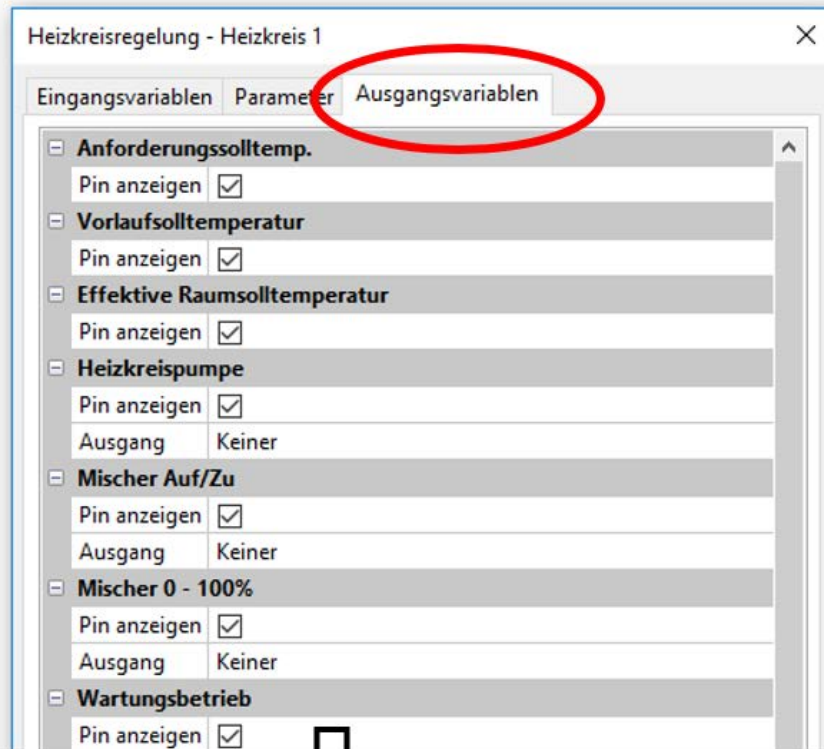 Heizkreisregelung - Heizkreis 1
Eingangsvariablen Parameter Ausgangsvariablen
Anforderungssolltemp.
Pin anzeigen
Vorlaufsolltemperatur
Pin anzeigen
Effektive Raumsolltemperatur
Pin anzeigen
Heizkreispumpe
Pin anzeigen
Ausgang Keiner
Mischer Auf/Zu
Pin anzeigen
Ausgang Keiner
Mischer 0 - 100%
Pin anzeigen
Ausgang Keiner
Wartungsbetrieb
Pin anzeigen